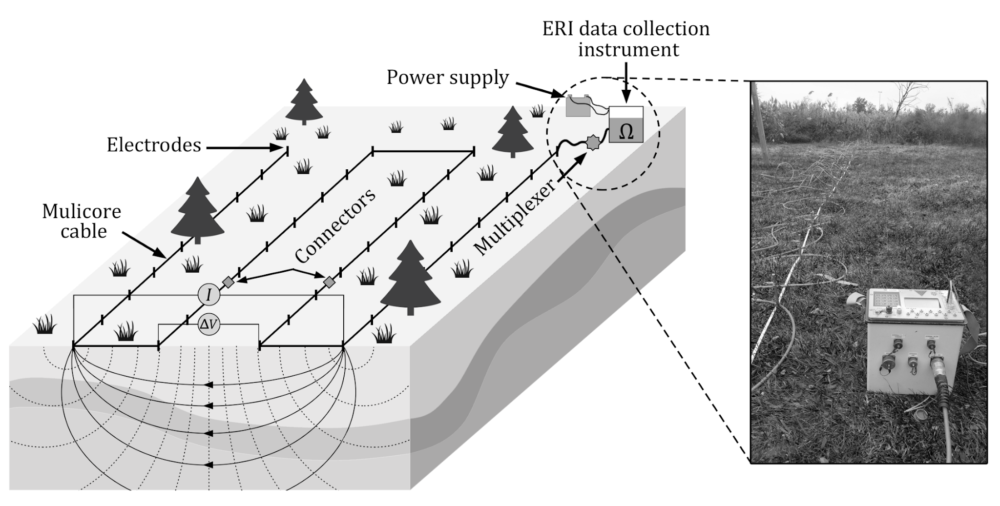 ERI data collection
instrument
Power supply
Ω
Electrodes
Connectors
Multiplexer
Mulicore
cable
I
ΔV